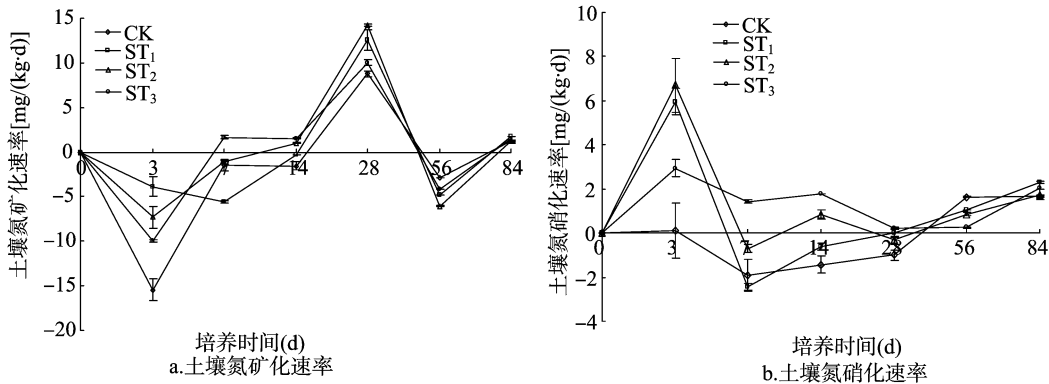 土壤氮矿化速率[mg/(kg·d)]
15
10
5
0
−5
−10
−15
−20
CK
ST₁
ST₂
ST₃
0 3 7 14 28 56 84
培养时间(d)
a.土壤氮矿化速率
土壤氮硝化速率[mg/(kg·d)]
10
8
6
4
2
0
−2
−4
CK
ST₁
ST₂
ST₃
0 3 7 14 28 56 84
培养时间(d)
b.土壤氮硝化速率